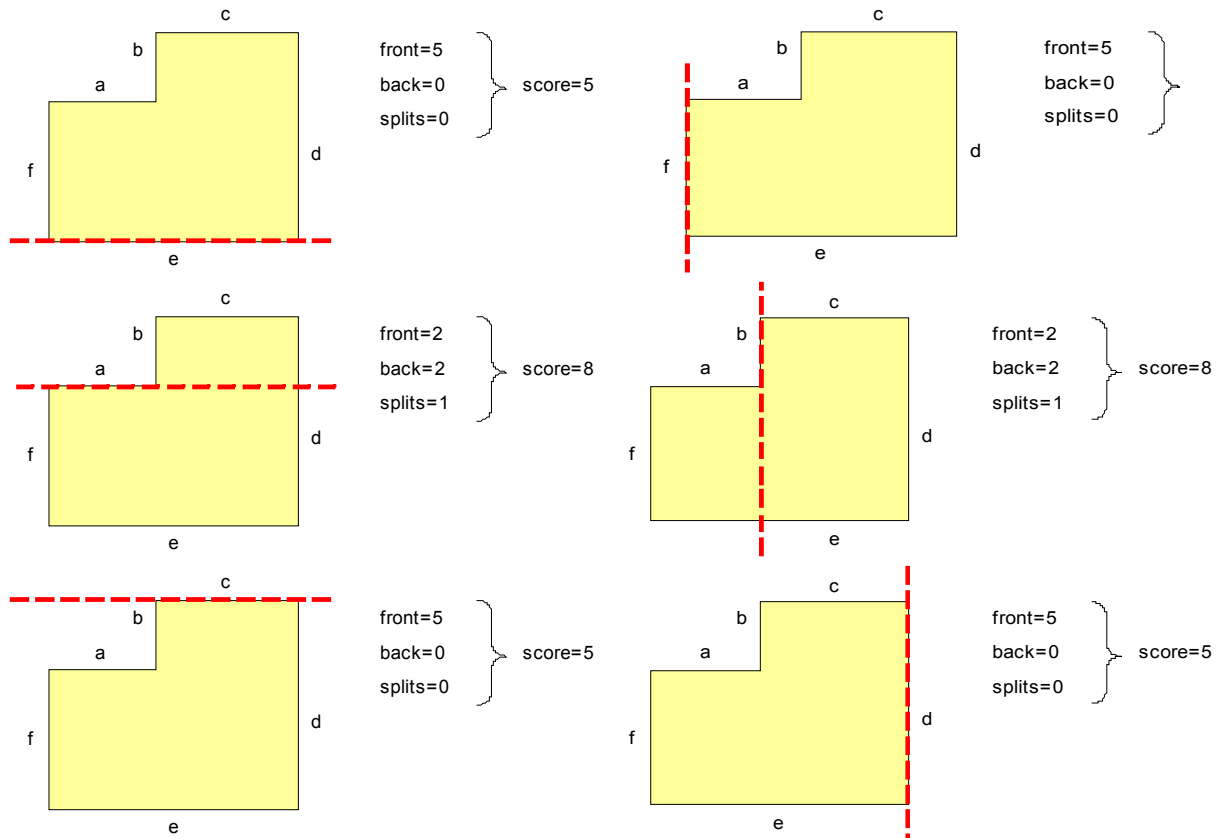 c
b
front=5
a
back=0
score=5
splits=0
f
d
e
c
b
front=5
a
back=0
splits=0
f
d
e
c
b
front=2
a
back=2
score=8
splits=1
f
d
e
c
b
front=2
a
back=2
score=8
splits=1
f
d
e
c
b
front=5
a
back=0
score=5
splits=0
f
d
e
c
b
front=5
a
back=0
score=5
splits=0
f
d
e